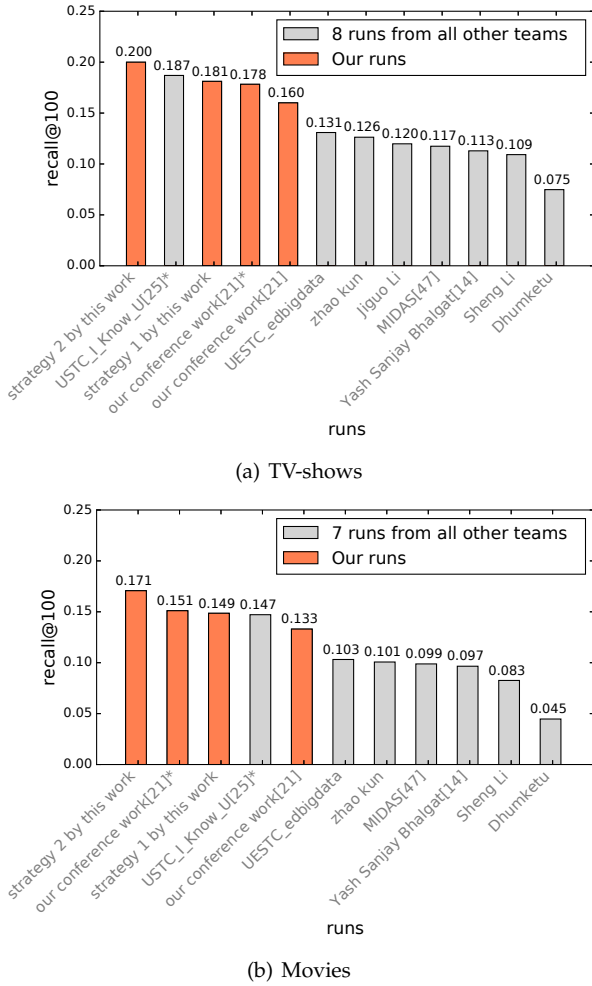 8 runs from all other teams
Our runs
recall@100
0.25
0.20
0.15
0.10
0.05
0.00
0.200
0.187
0.181
0.178
0.160
0.131
0.126
0.120
0.117
0.113
0.109
0.075
strategy 2 by this work
USTC_I_Know_U[25]*
strategy 1 by this work
our conference work[21]*
our conference work[21]
UESTC_edbigdata
zhao Kun
Jiguo Li
MIDAS[47]
Yash Sanjay Bhalgat[14]
Sheng Li
Dhumketu
runs
(a) TV-shows
7 runs from all other teams
Our runs
recall@100
0.25
0.20
0.15
0.10
0.05
0.00
0.171
0.151
0.149
0.147
0.133
0.103
0.101
0.099
0.097
0.083
0.045
strategy 2 by this work
our conference work[21]*
strategy 1 by this work
USTC_I_Know_U[25]*
our conference work[21]
UESTC_edbigdata
zhao kun
MIDAS[47]
Yash Sanjay Bhalgat[14]
Sheng Li
Dhumketu
runs
(b) Movies